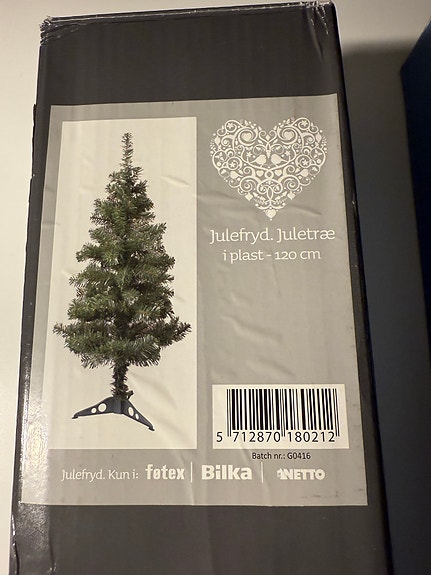 Julefryd. Juletræ
i plast - 120 cm
5 712870 180212
Batch nr.: G0416
Julefryd. Kun i: føtex | Bilka | NETTO